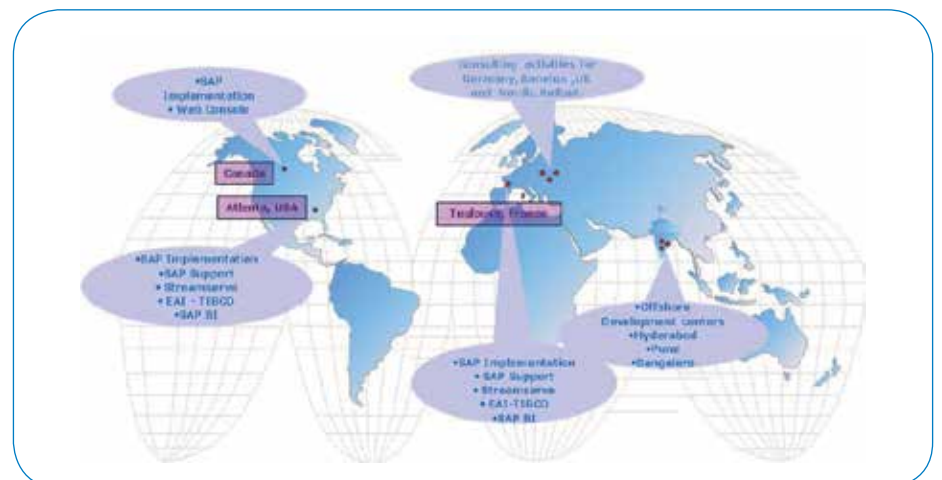 •SAP
Implementation
• Web Console
Consulting activities for
Germany, Benelux ,UK
and Nordic
Canada
Atlanta, USA
Toulouse, France
•SAP Implementation
•SAP Support
• Streamserve
• EAI - TIBCO
•SAP BI
•Offshore
Development centers
•Hyderabad
•Pune
•Bangalore
•SAP Implementation
• SAP Support
•Streamserve
• EAI-TIBCO
•SAP BI